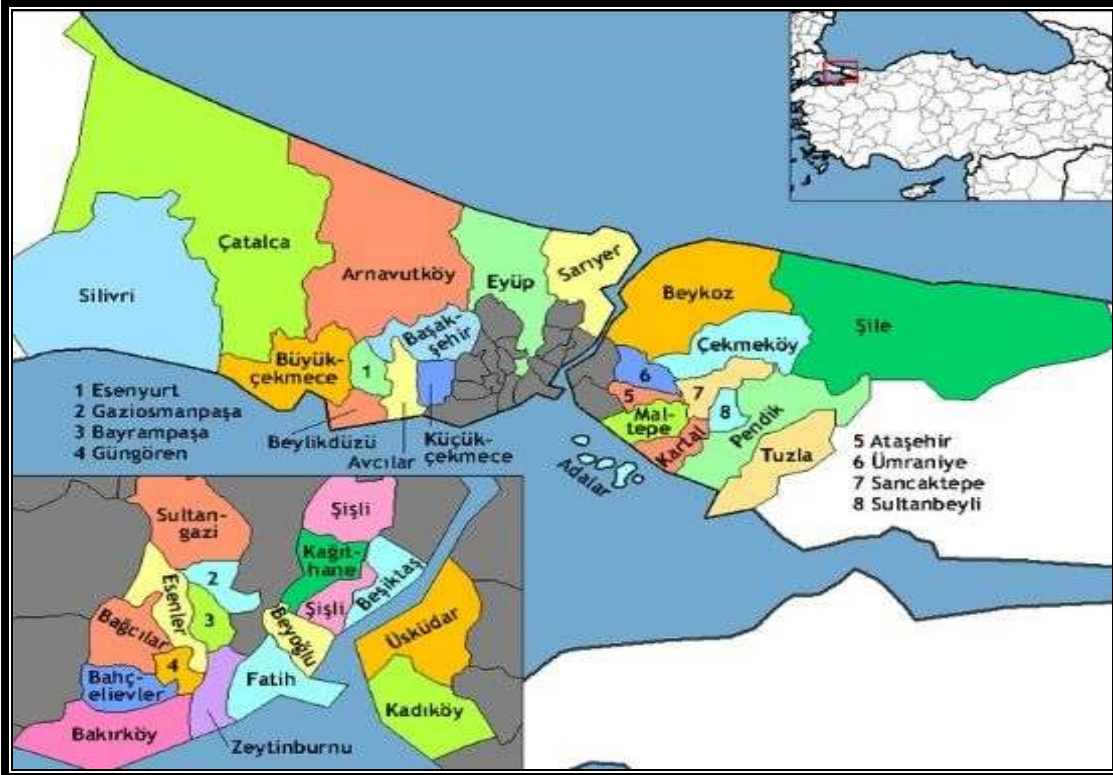 Çatalca
Silivri
Arnavutköy
Eyüp
Sarıyer
Beykoz
Şile
Başak-
şehir
Çekmeköy
Büyük-
çekmece
1
6
7
5
8
Mal-
tepe
Kartal
Pendik
Tuzla
Beylikdüzü
Avcılar
Küçük-
çekmece
Adalar
1 Esenyurt
2 Gaziosmanpaşa
3 Bayrampaşa
4 Güngören
5 Ataşehir
6 Ümraniye
7 Sancaktepe
8 Sultanbeyli
Sultan-
gazi
Şişli
Kağıt-
hane
2
Esenler
Şişli
Beşiktaş
3
Bağcılar
Beyoğlu
Üsküdar
4
Bahç-
elievler
Fatih
Kadıköy
Bakırköy
Zeytinburnu